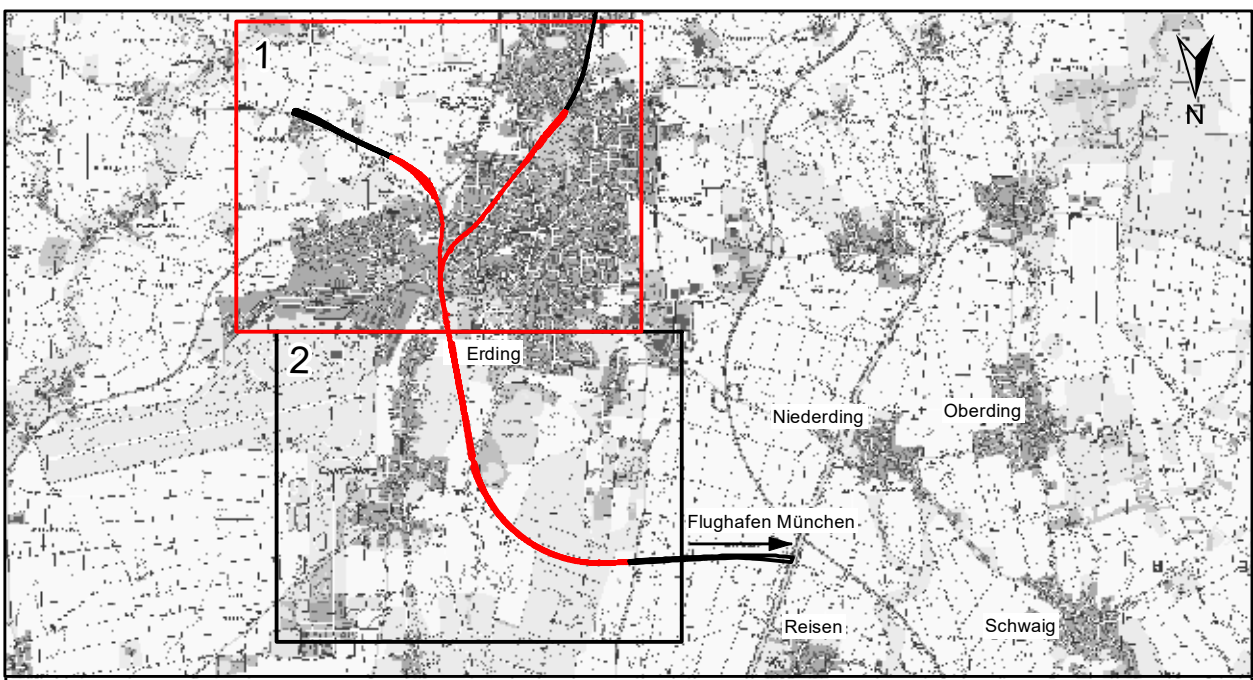 1
N
2
Erding
Niederding
Oberding
Flughafen München
Reisen
Schwaig